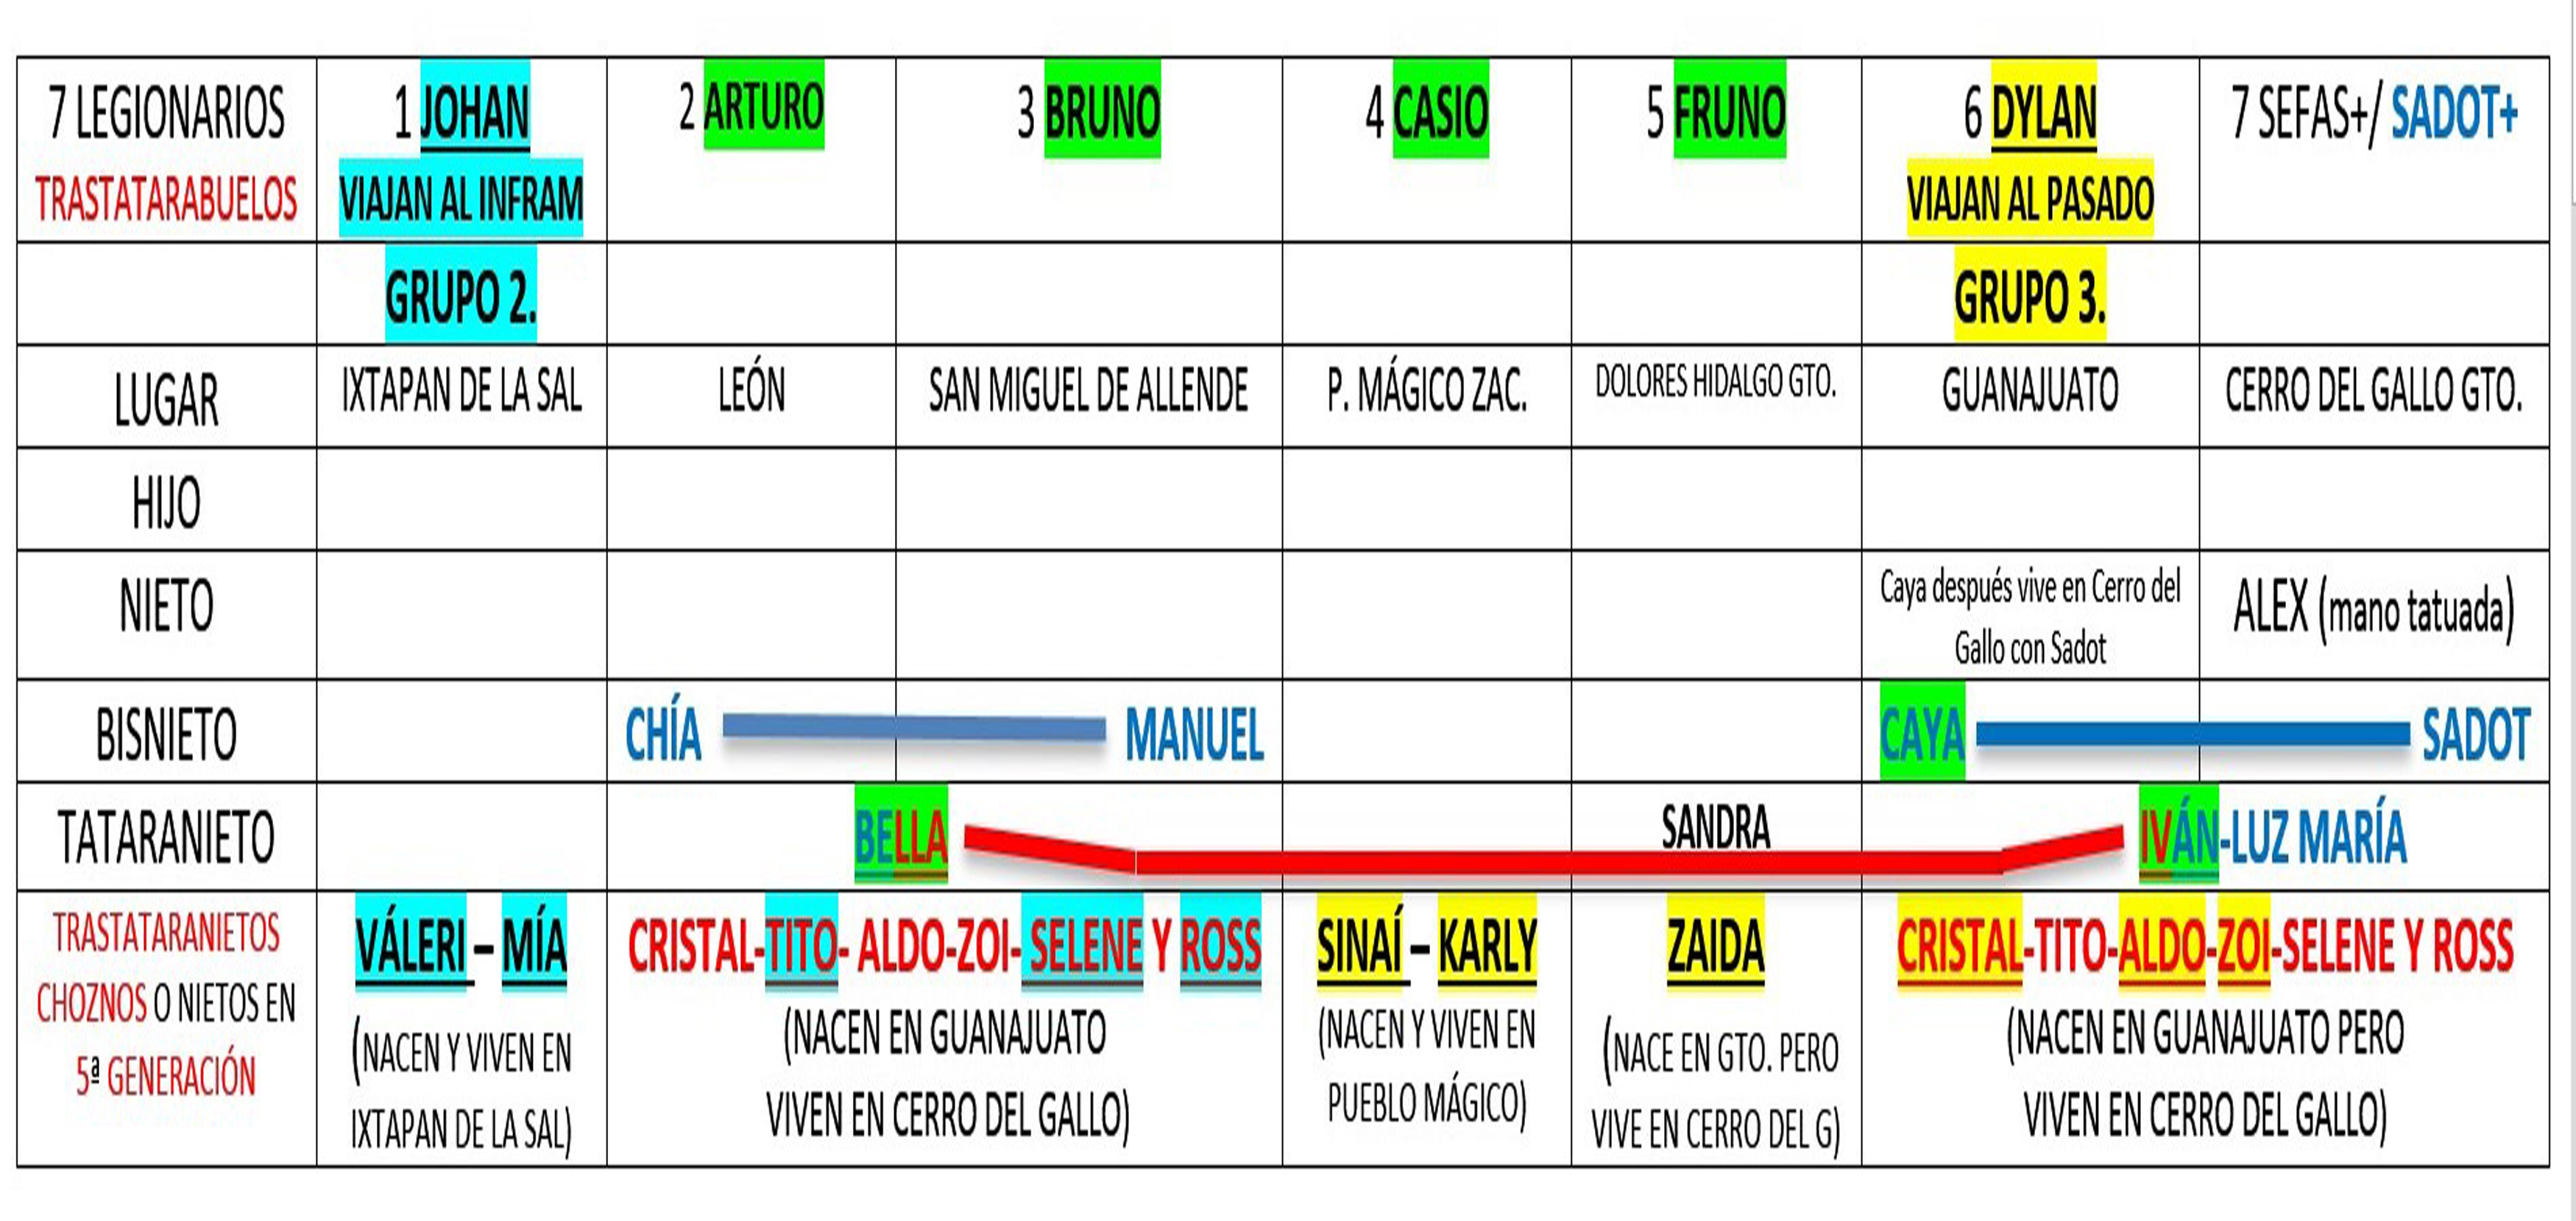 7 LEGIONARIOS
TRASTATARABUELOS
1 JOHAN
VIAJAN AL INFRAM
2 ARTURO
3 BRUNO
4 CASIO
5 FRUNO
6 DYLAN
VIAJAN AL PASADO
7 SEFAS+/ SADOT+
GRUPO 2.
GRUPO 3.
LUGAR
IXTAPAN DE LA SAL
LEÓN
SAN MIGUEL DE ALLENDE
P. MÁGICO ZAC.
DOLORES HIDALGO GTO.
GUANAJUATO
CERRO DEL GALLO GTO.
HIJO
NIETO
Caya después vive en Cerro del
Gallo con Sadot
ALEX (mano tatuada)
BISNIETO
CHÍA
MANUEL
CAYA
SADOT
TATARANIETO
BELLA
SANDRA
IVÁN-LUZ MARÍA
TRASTATARANIETOS
CHOZNOS O NIETOS EN
5ª GENERACIÓN
VÁLERI – MÍA
(NACEN Y VIVEN EN
IXTAPAN DE LA SAL)
CRISTAL-TITO- ALDO-ZOI- SELENE Y ROSS
(NACEN EN GUANAJUATO
VIVEN EN CERRO DEL GALLO)
SINAÍ – KARLY
(NACEN Y VIVEN EN
PUEBLO MÁGICO)
ZAIDA
(NACE EN GTO. PERO
VIVE EN CERRO DEL G)
CRISTAL-TITO-ALDO-ZOI-SELENE Y ROSS
(NACEN EN GUANAJUATO PERO
VIVEN EN CERRO DEL GALLO)